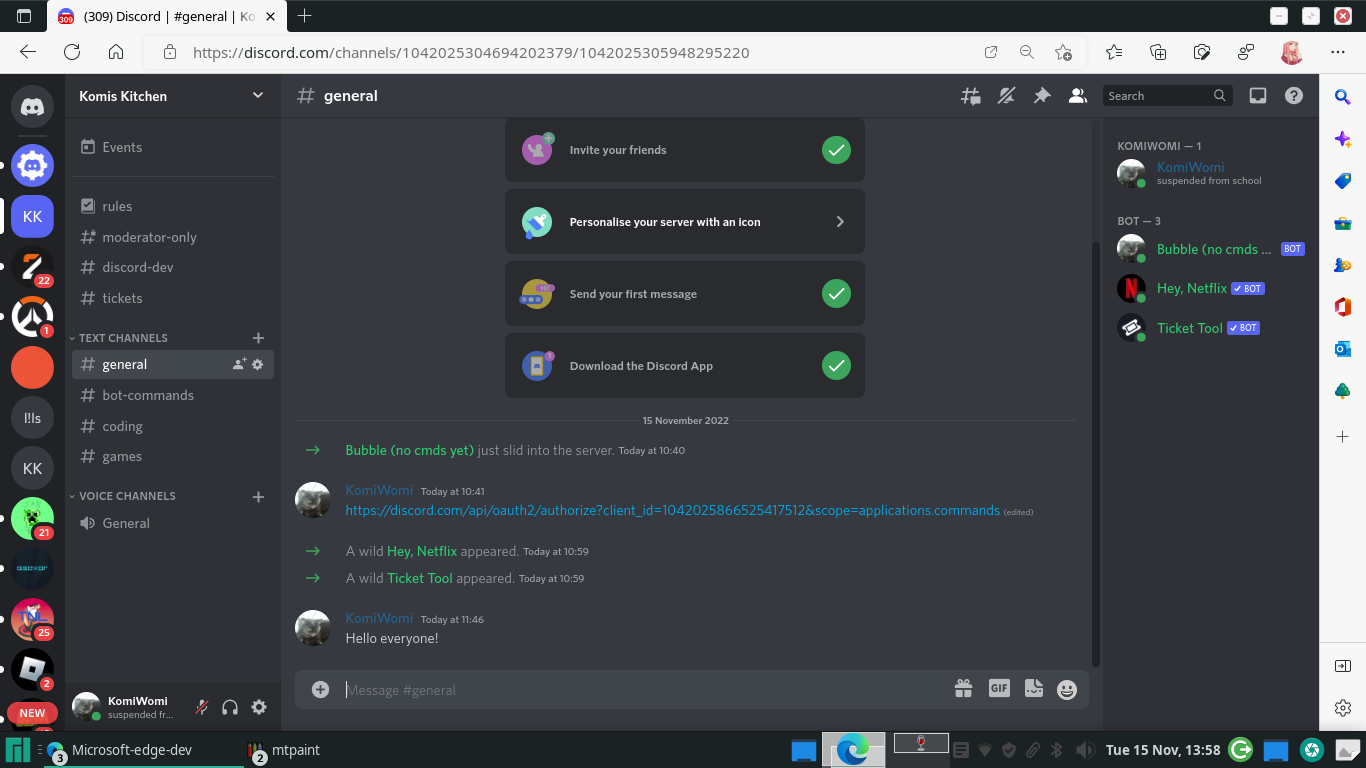 (309) Discord | #general | Ko
https://discord.com/channels/1042025304694202379/1042025305948295220
Komis Kitchen
general
Search
Events
rules
moderator-only
discord-dev
tickets
TEXT CHANNELS
general
bot-commands
coding
games
VOICE CHANNELS
General
KK
22
1
l!ls
KK
21
GEOXOR
TNL
25
2
NEW
KomiWomi
suspended fr...
Invite your friends
Personalise your server with an icon
Send your first message
Download the Discord App
15 November 2022
Bubble (no cmds yet) just slid into the server. Today at 10:40
KomiWomi Today at 10:41
https://discord.com/api/oauth2/authorize?client_id=1042025866525417512&scope=applications.commands (edited)
A wild Hey, Netflix appeared. Today at 10:59
A wild Ticket Tool appeared. Today at 10:59
KomiWomi Today at 11:46
Hello everyone!
Message #general
GIF
KOMIWOMI — 1
KomiWomi
suspended from school
BOT — 3
Bubble (no cmds ... BOT
Hey, Netflix BOT
Ticket Tool BOT
3 Microsoft-edge-dev
2 mtpaint
Tue 15 Nov, 13:58